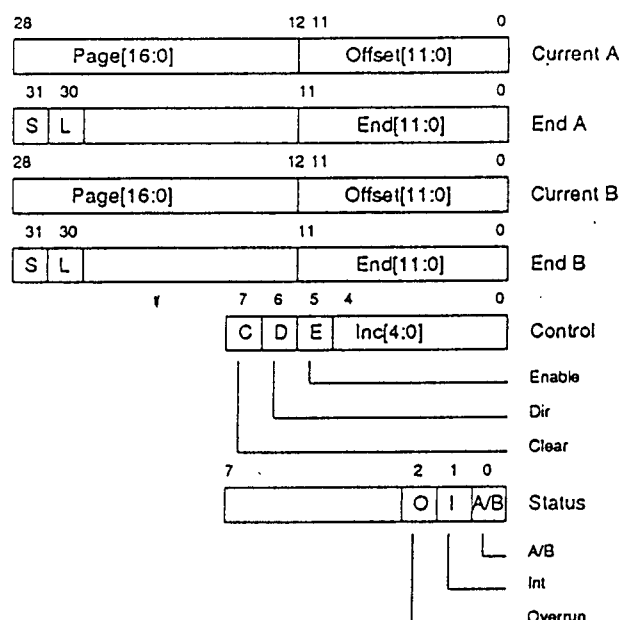 28 12 11 0
Page[16:0] Offset[11:0] Current A
31 30 11 0
S L End[11:0] End A
28 12 11 0
Page[16:0] Offset[11:0] Current B
31 30 11 0
S L End[11:0] End B
7 6 5 4 0
C D E Inc[4:0] Control
Enable
Dir
Clear
7 2 1 0
O I A/B Status
A/B
Int
Overrun